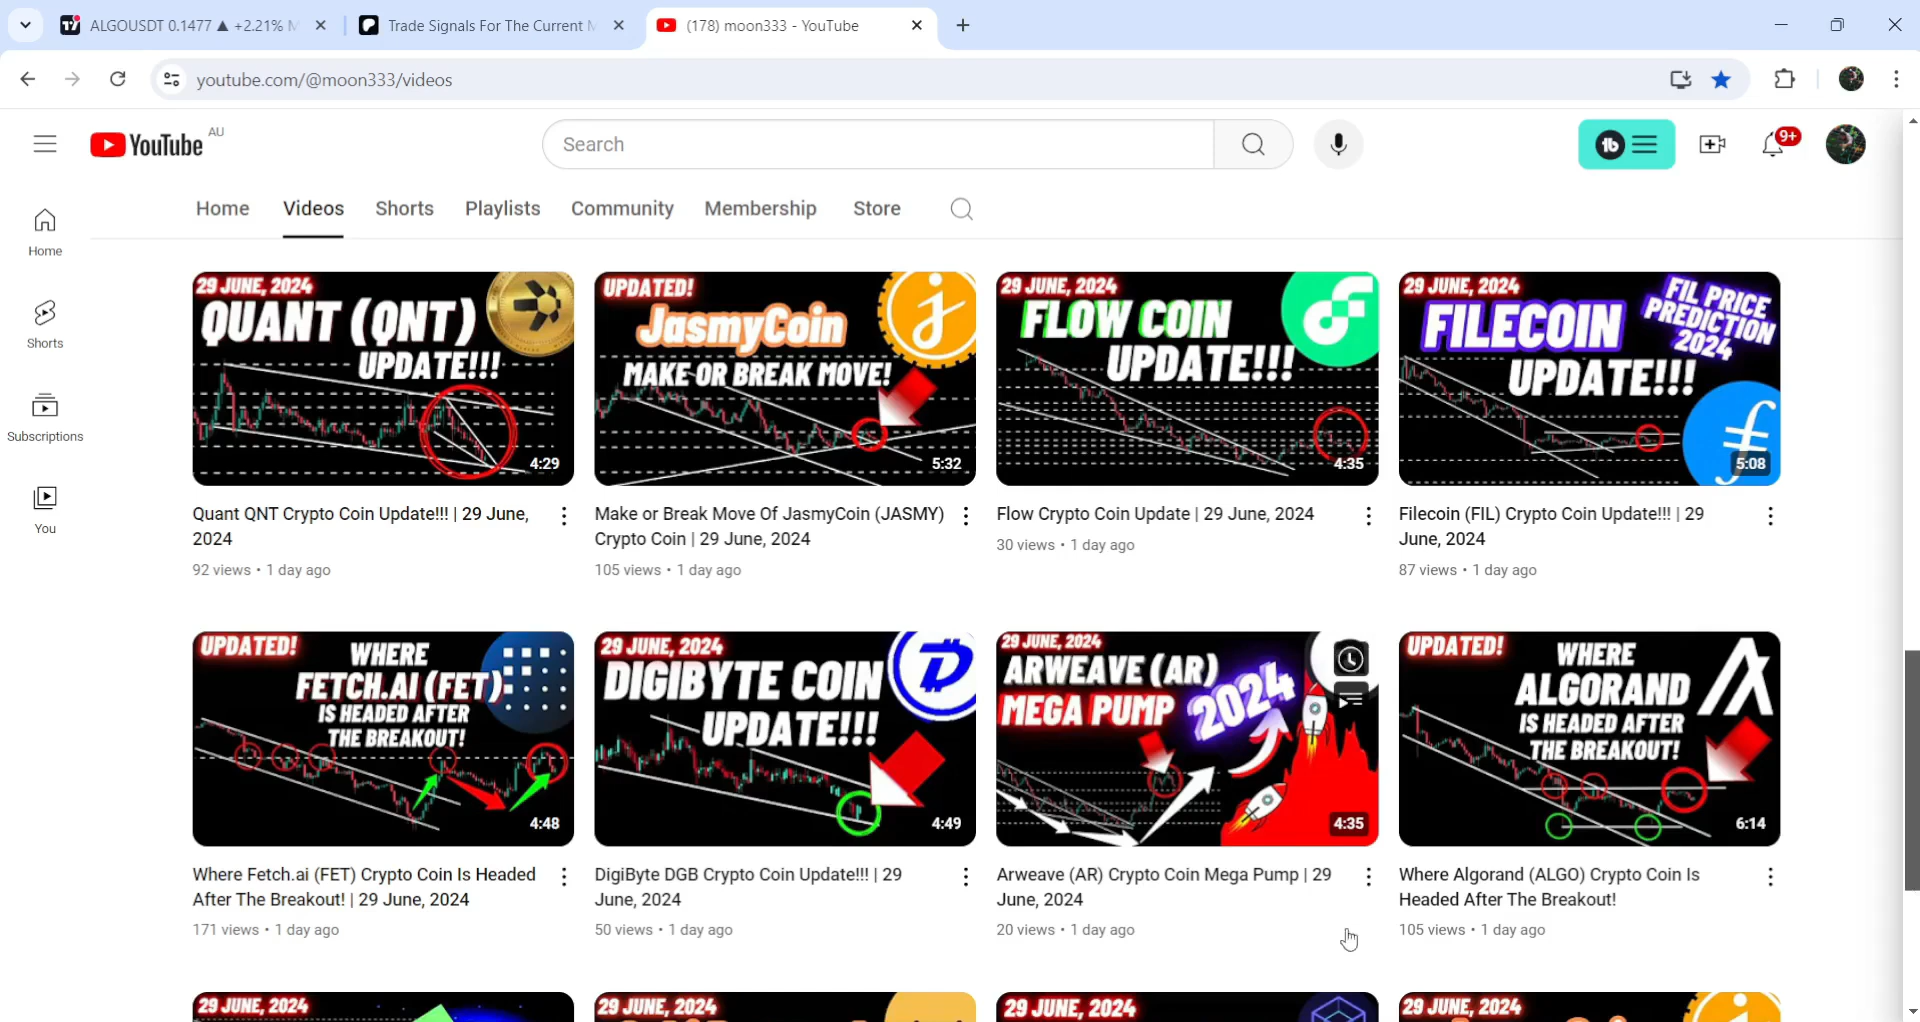 ALGOUSDT 0.1477 ▲ +2.21%
Trade Signals For The Current
(178) moon333 - YouTube
youtube.com/@moon333/videos
YouTube AU
Search
9+
Home
Videos
Shorts
Playlists
Community
Membership
Store
Home
Shorts
Subscriptions
You
29 JUNE, 2024
QUANT (QNT)
UPDATE!!!
4:29
UPDATED!
JasmyCoin
MAKE OR BREAK MOVE!
5:32
29 JUNE, 2024
FLOW COIN
UPDATE!!!
4:35
29 JUNE, 2024
FILECOIN
FIL PRICE
PREDICTION
2024
UPDATE!!!
5:08
Quant QNT Crypto Coin Update!!! | 29 June,
2024
92 views • 1 day ago
Make or Break Move Of JasmyCoin (JASMY)
Crypto Coin | 29 June, 2024
105 views • 1 day ago
Flow Crypto Coin Update | 29 June, 2024
30 views • 1 day ago
Filecoin (FIL) Crypto Coin Update!!! | 29
June, 2024
87 views • 1 day ago
UPDATED!
WHERE
FETCH.AI (FET)
IS HEADED AFTER
THE BREAKOUT!
4:48
29 JUNE, 2024
DIGIBYTE COIN
UPDATE!!!
4:49
29 JUNE, 2024
ARWEAVE (AR)
MEGA PUMP
2024
4:35
UPDATED!
WHERE
ALGORAND
IS HEADED AFTER
THE BREAKOUT!
6:14
Where Fetch.ai (FET) Crypto Coin Is Headed
After The Breakout! | 29 June, 2024
171 views • 1 day ago
DigiByte DGB Crypto Coin Update!!! | 29
June, 2024
50 views • 1 day ago
Arweave (AR) Crypto Coin Mega Pump | 29
June, 2024
20 views • 1 day ago
Where Algorand (ALGO) Crypto Coin Is
Headed After The Breakout!
105 views • 1 day ago
29 JUNE, 2024
29 JUNE, 2024
29 JUNE, 2024
29 JUNE, 2024